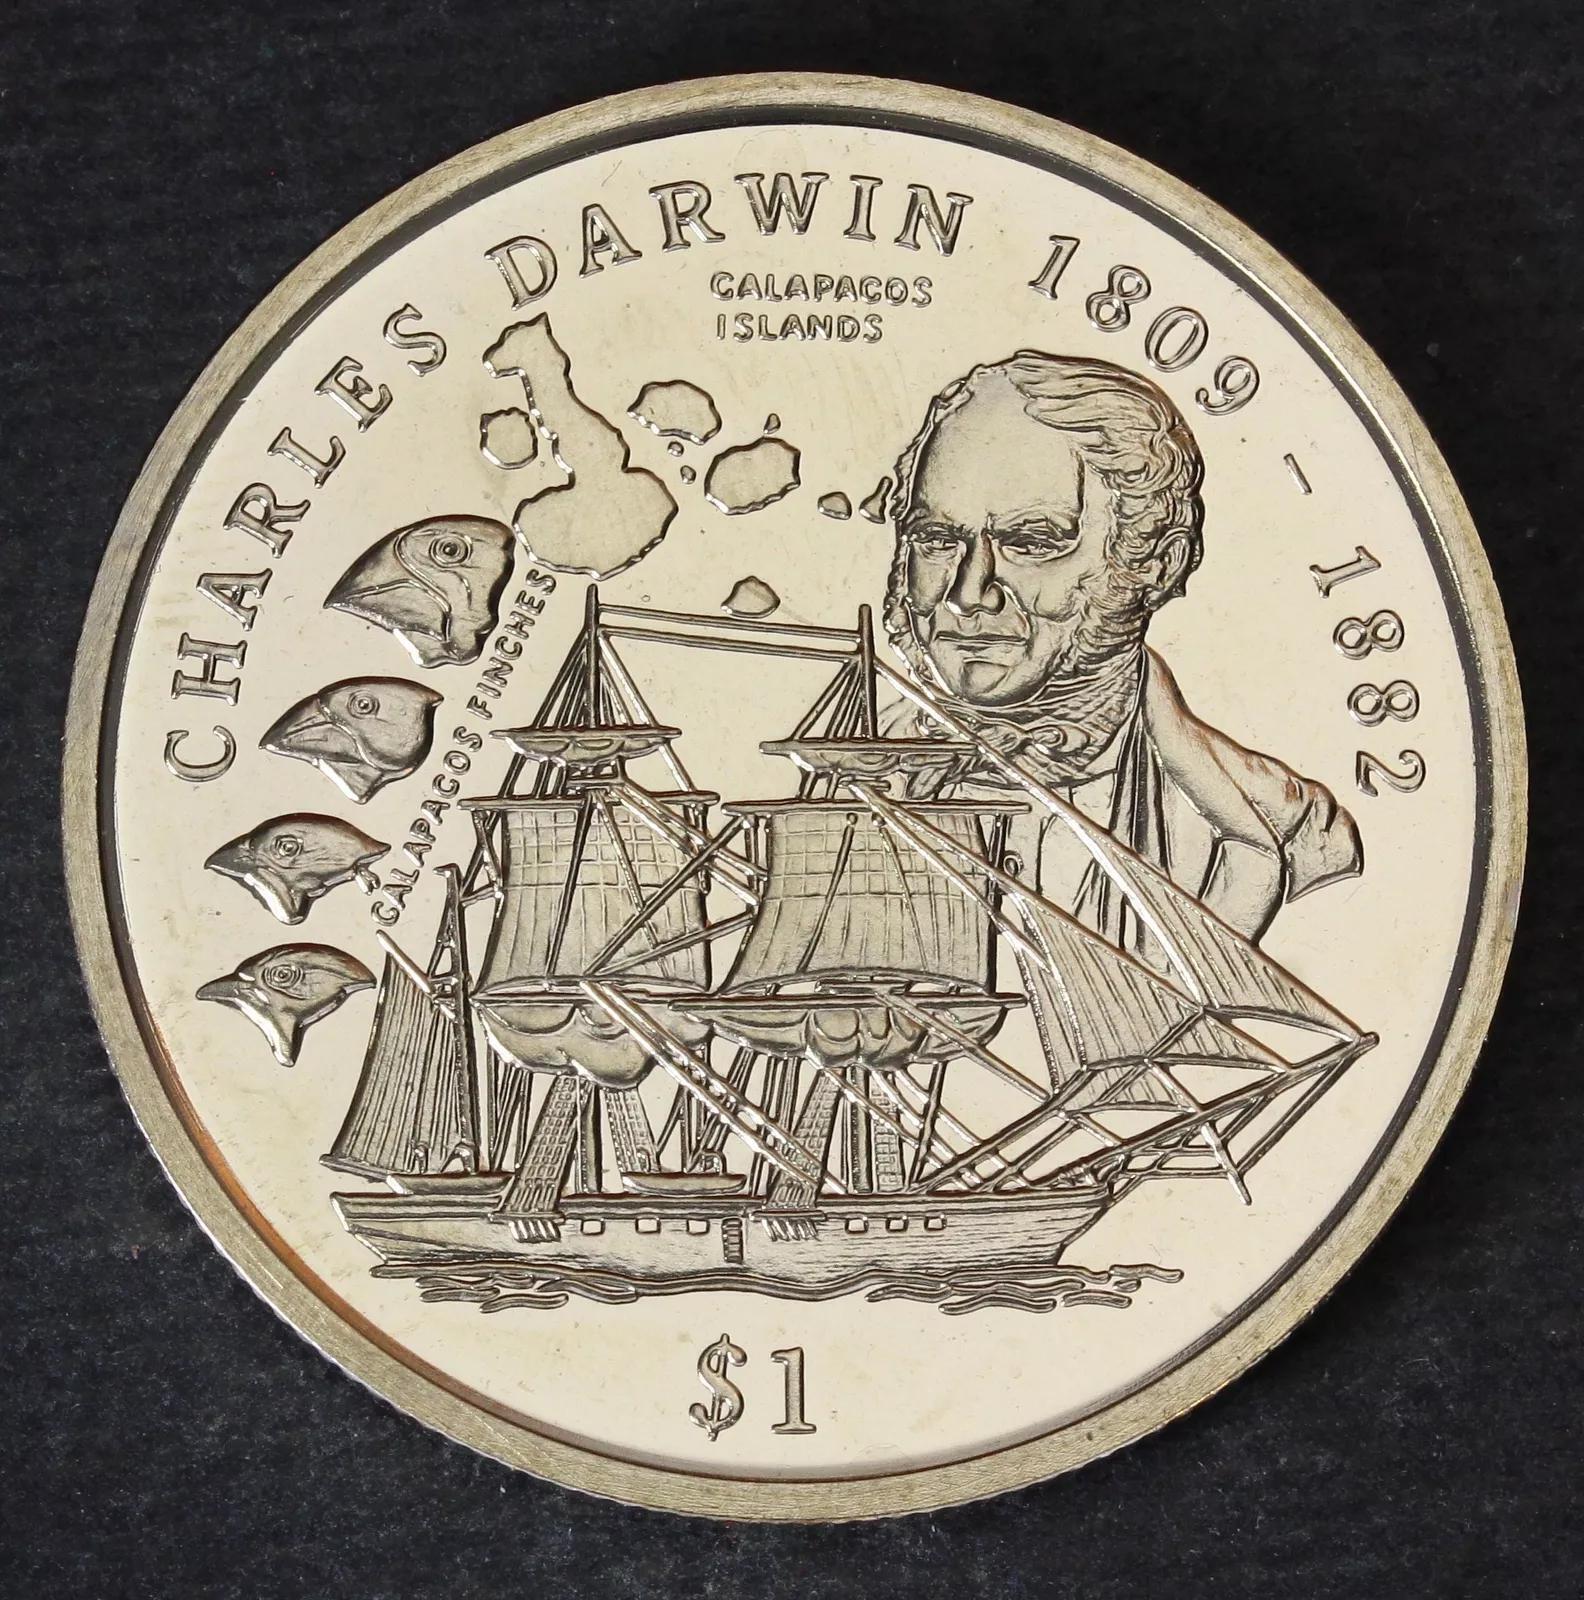 CHARLES DARWIN 1809 - 1882
GALAPAGOS
ISLANDS
GALAPAGOS FINCHES
$1